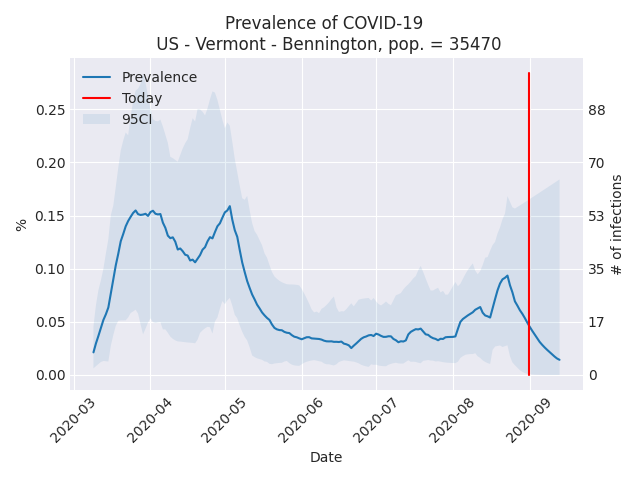 Prevalence of COVID-19
US - Vermont - Bennington, pop. = 35470
Prevalence
Today
95CI
0.25
0.20
0.15
0.10
0.05
0.00
%
88
70
53
35
17
0
# of infections
2020-03
2020-04
2020-05
2020-06
2020-07
2020-08
2020-09
Date